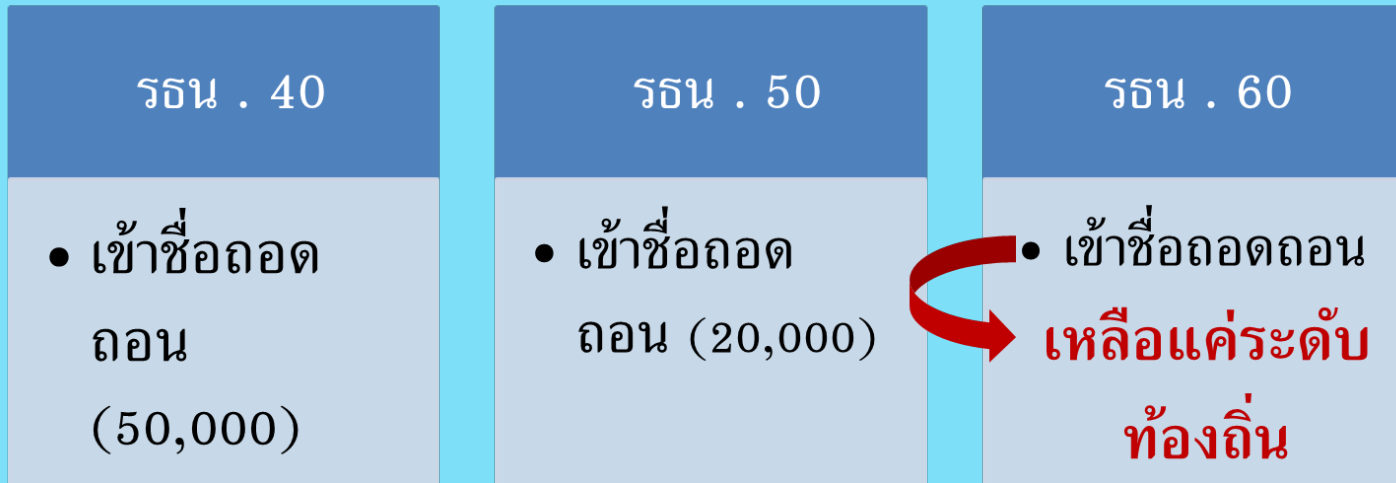 รธน . 40
• เข้าชื่อถอด
ถอน
(50,000)
รธน . 50
• เข้าชื่อถอด
ถอน (20,000)
รธน . 60
• เข้าชื่อถอดถอน
เหลือแค่ระดับ
ท้องถิ่น